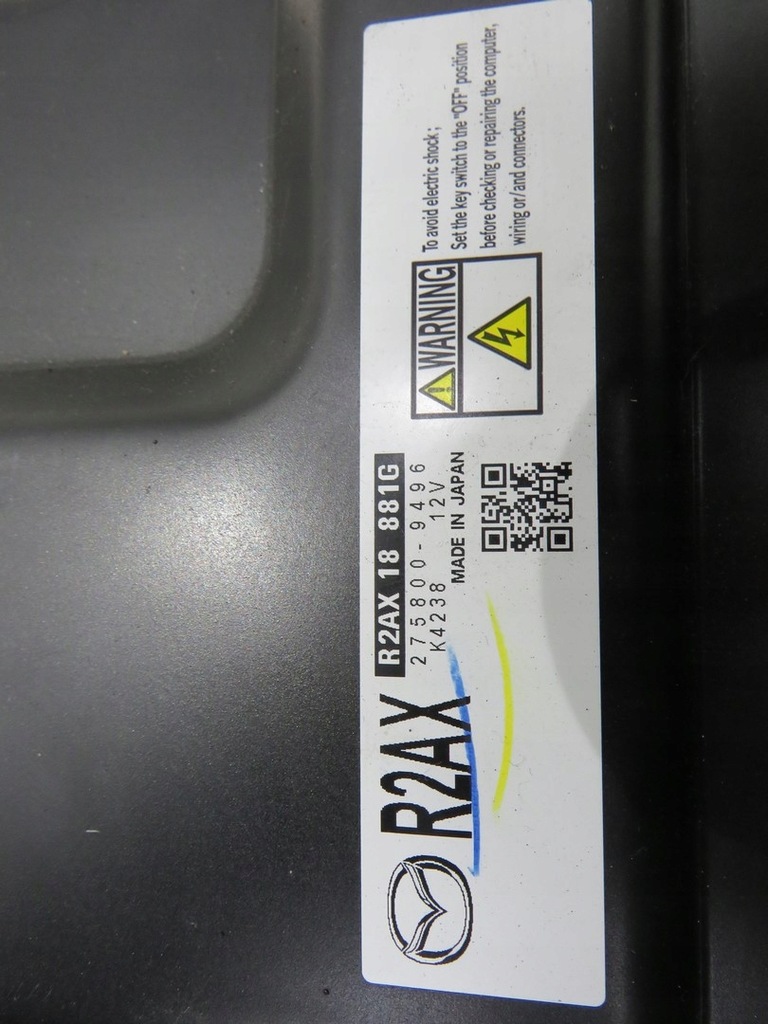 R2AX
R2AX 18 881G
275800-9496
K4238 12V
MADE IN JAPAN
WARNING
To avoid electric shock;
Set the key switch to the "OFF" position
before checking or repairing the computer,
wiring or/and connectors.